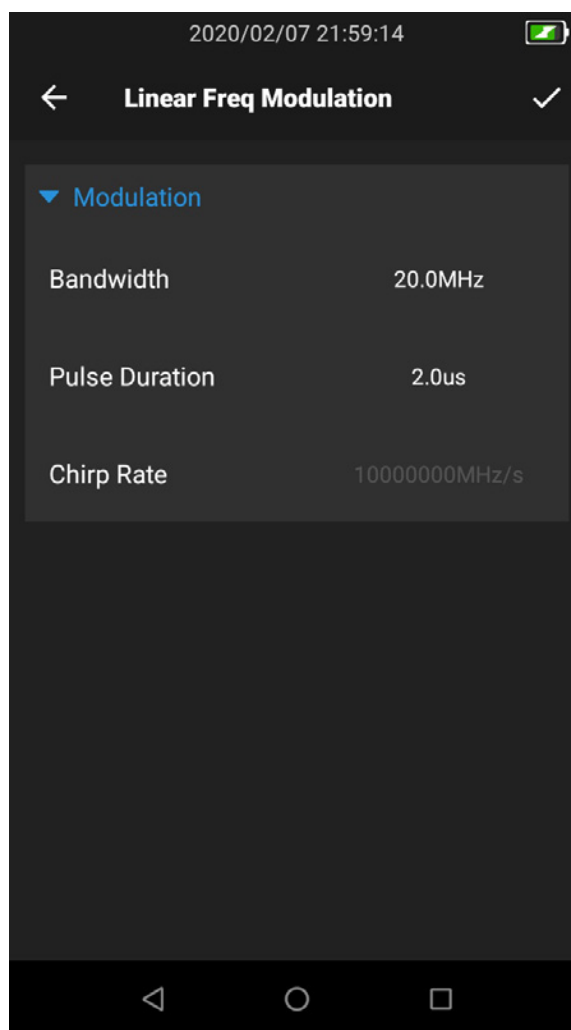 2020/02/07 21:59:14
Linear Freq Modulation
Modulation
Bandwidth 20.0MHz
Pulse Duration 2.0us
Chirp Rate 10000000MHz/s